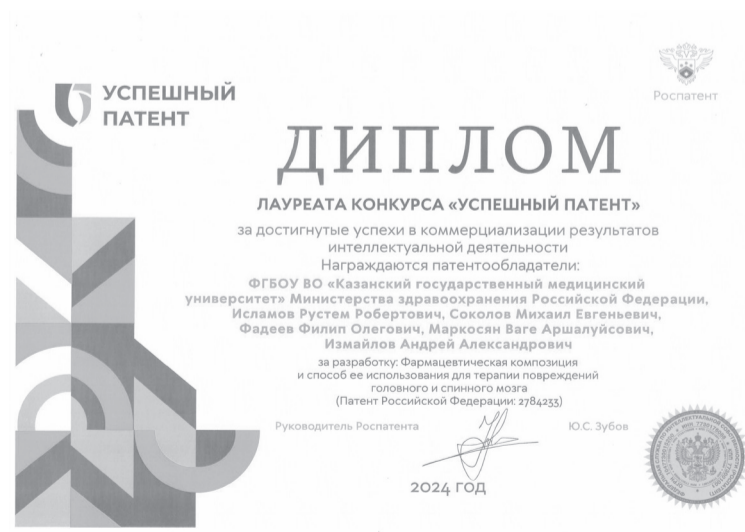 УСПЕШНЫЙ
ПАТЕНТ
Роспатент
ДИПЛОМ
ЛАУРЕАТА КОНКУРСА «УСПЕШНЫЙ ПАТЕНТ»
за достигнутые успехи в коммерциализации результатов
интеллектуальной деятельности
Награждаются патентообладатели:
ФГБОУ ВО «Казанский государственный медицинский
университет» Министерства здравоохранения Российской Федерации,
Исламов Рустем Робертович, Соколов Михаил Евгеньевич,
Фадеев Филип Олегович, Маркосян Ваге Аршалуйсович,
Измайлов Андрей Александрович
за разработку: Фармацевтическая композиция
и способ ее использования для терапии повреждений
головного и спинного мозга
(Патент Российской Федерации: 2784233)
Руководитель Роспатента
Ю.С. Зубов
2024 ГОД